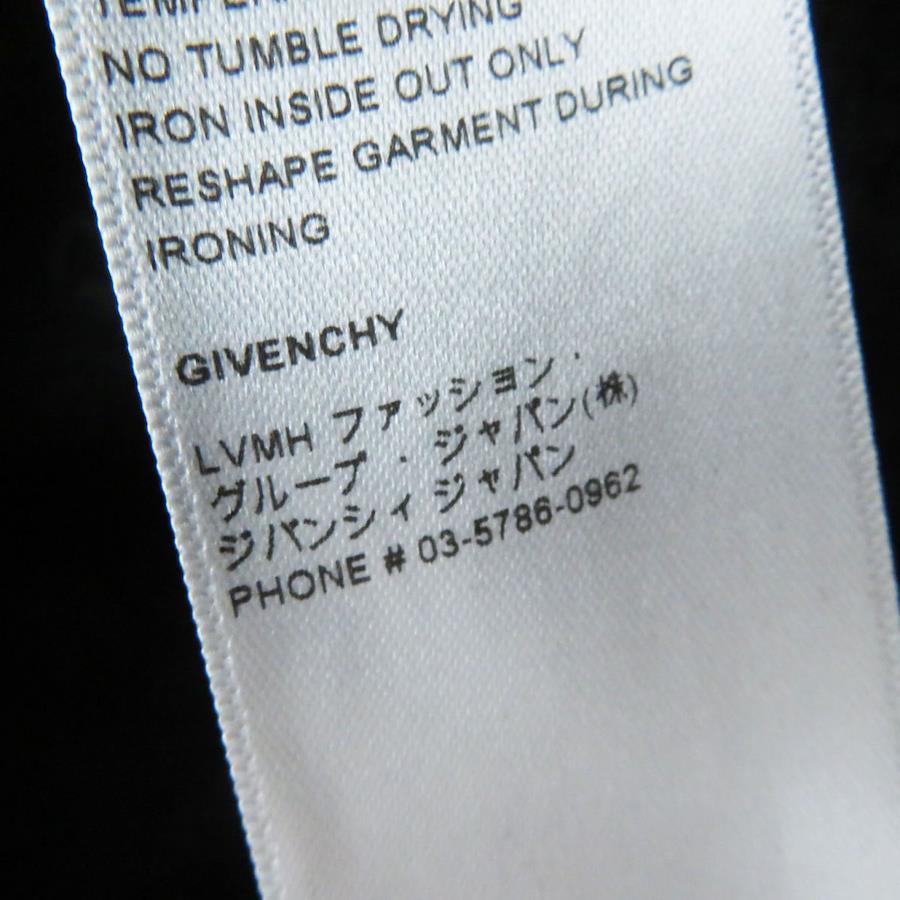 NO TUMBLE DRYING
IRON INSIDE OUT ONLY
RESHAPE GARMENT DURING
IRONING
GIVENCHY
LVMH ファッション・
グループ・ジャパン(株)
ジバンシィ ジャパン
PHONE # 03-5786-0962